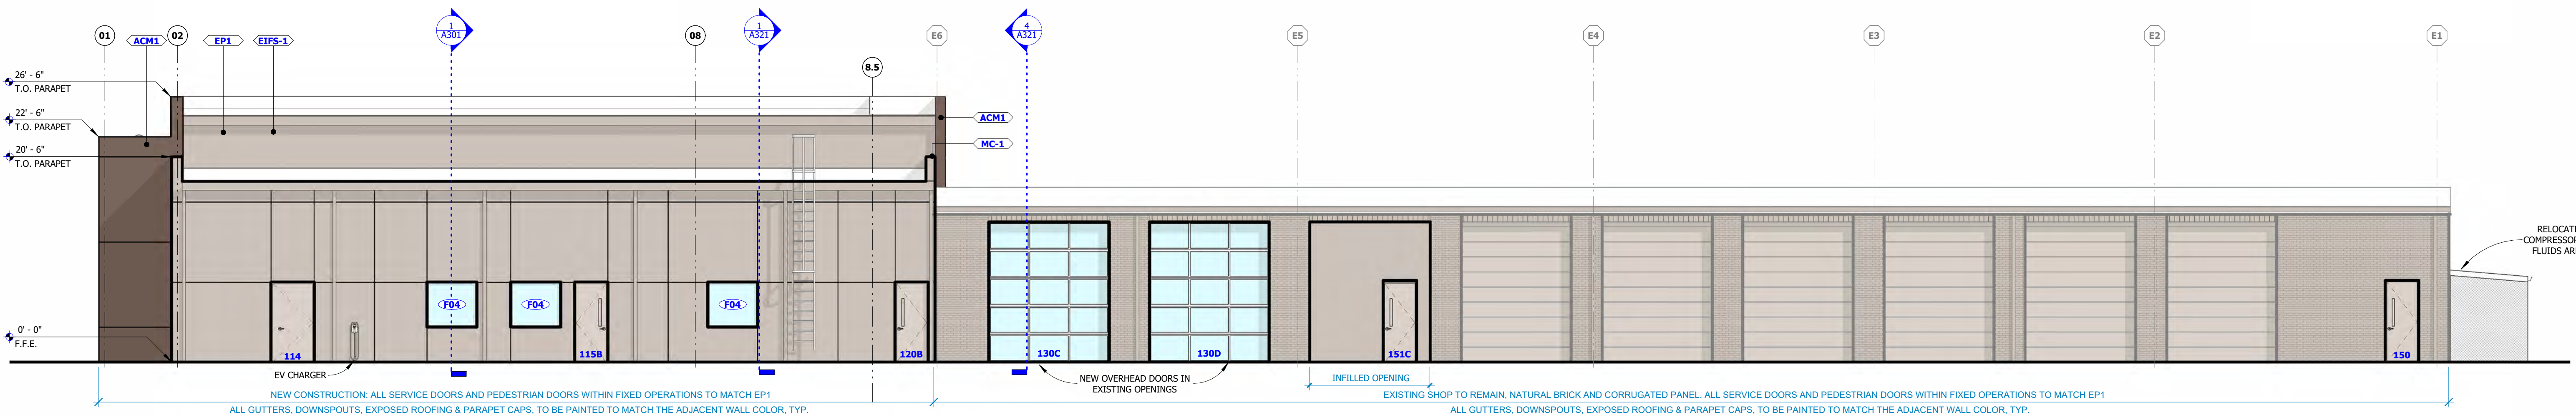 01
ACM1
02
EP1
EIFS-1
1
A301
08
1
A321
E6
4
A321
E5
E4
E3
E2
E1
8.5
26' - 6"
T.O. PARAPET
22' - 6"
T.O. PARAPET
20' - 6"
T.O. PARAPET
ACM1
MC-1
RELOCATE
COMPRESSOR
FLUIDS AR
F04
F04
F04
0' - 0"
F.F.E.
114
115B
120B
130C
130D
151C
150
EV CHARGER
NEW OVERHEAD DOORS IN
EXISTING OPENINGS
INFILLED OPENING
NEW CONSTRUCTION: ALL SERVICE DOORS AND PEDESTRIAN DOORS WITHIN FIXED OPERATIONS TO MATCH EP1
ALL GUTTERS, DOWNSPOUTS, EXPOSED ROOFING & PARAPET CAPS, TO BE PAINTED TO MATCH THE ADJACENT WALL COLOR, TYP.
EXISTING SHOP TO REMAIN, NATURAL BRICK AND CORRUGATED PANEL. ALL SERVICE DOORS AND PEDESTRIAN DOORS WITHIN FIXED OPERATIONS TO MATCH EP1
ALL GUTTERS, DOWNSPOUTS, EXPOSED ROOFING & PARAPET CAPS, TO BE PAINTED TO MATCH THE ADJACENT WALL COLOR, TYP.